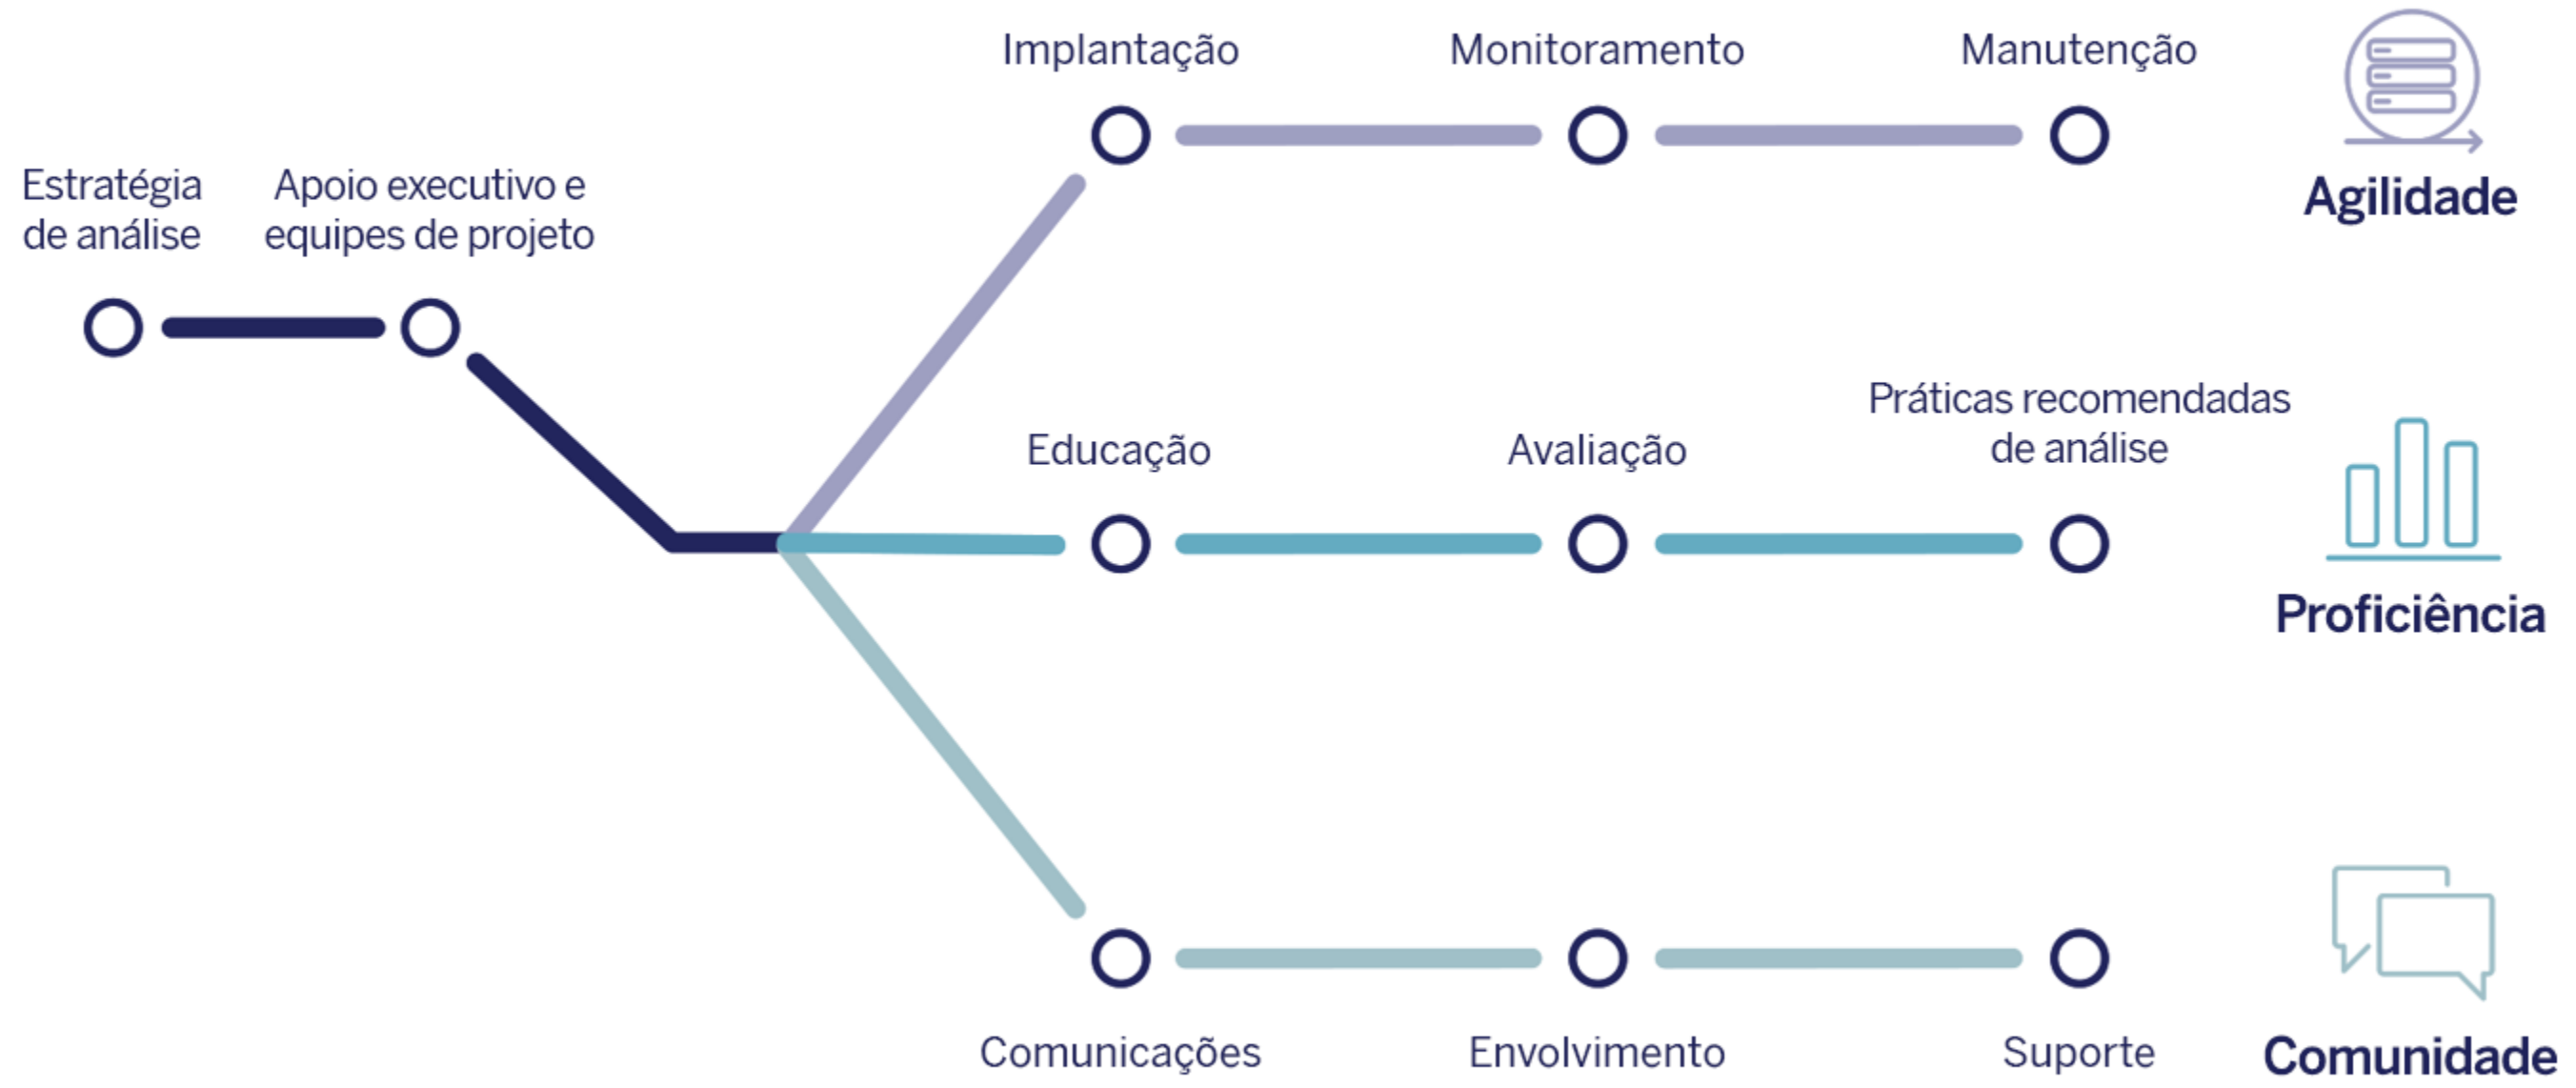 Implantação
Monitoramento
Manutenção
Agilidade
Estratégia
de análise
Apoio executivo e
equipes de projeto
Educação
Avaliação
Práticas recomendadas
de análise
Proficiência
Comunicações
Envolvimento
Suporte
Comunidade